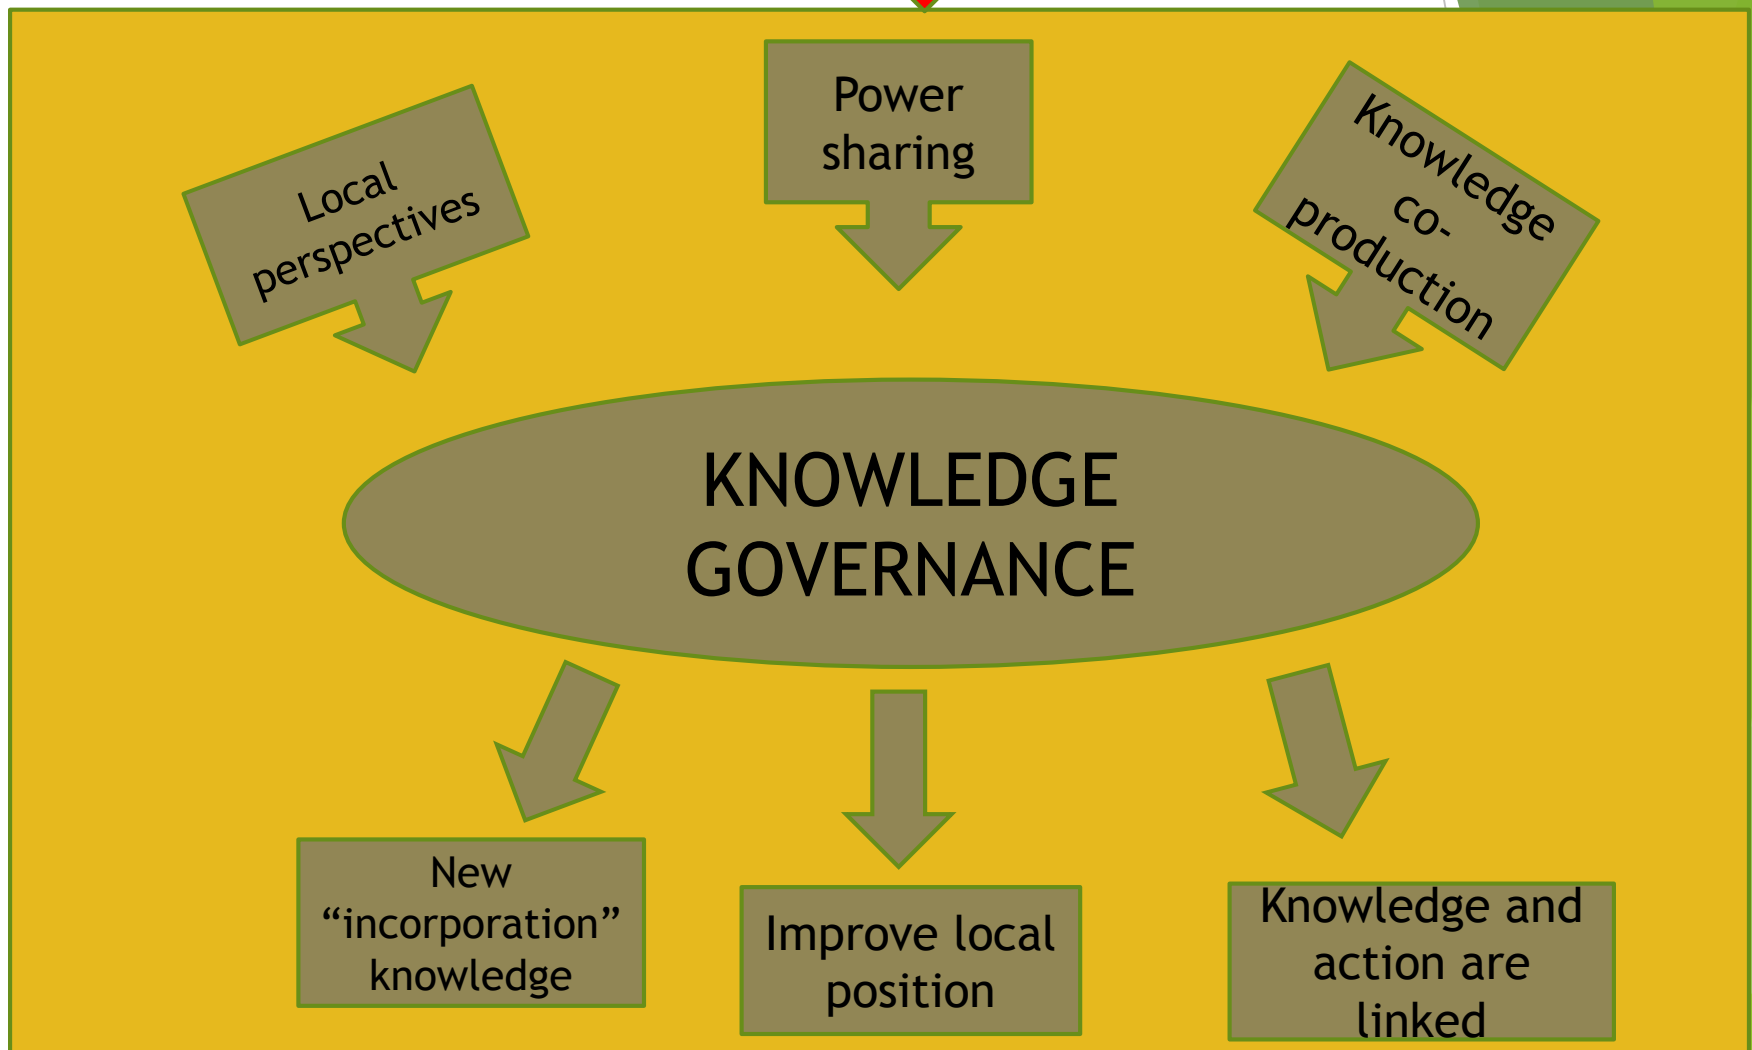 Local
perspectives
Power
sharing
Knowledge
co-
production
KNOWLEDGE
GOVERNANCE
New
“incorporation”
knowledge
Improve local
position
Knowledge and
action are
linked